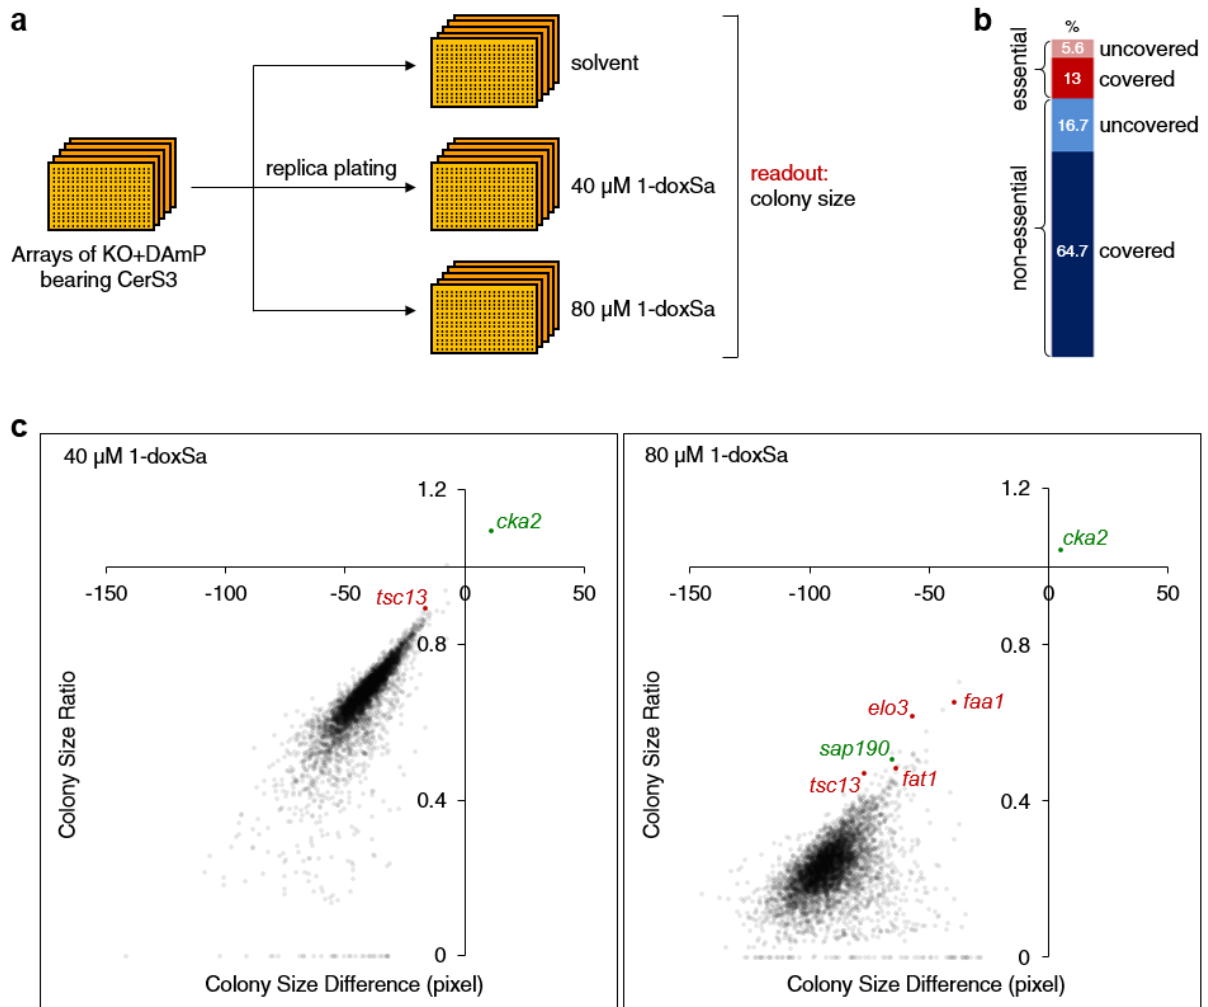 a
solvent
replica plating
40 µM 1-doxSa
80 µM 1-doxSa
Arrays of KO+DAmP
bearing CerS3
readout:
colony size
b
%
essential
5.6 uncovered
13 covered
non-essential
16.7 uncovered
64.7 covered
c
40 µM 1-doxSa
1.2
cka2
-150
-100
-50
0
50
tsc13
0.8
0.4
0
Colony Size Ratio
Colony Size Difference (pixel)
80 µM 1-doxSa
1.2
cka2
-150
-100
-50
0
50
0.8
elo3
faa1
sap190
tsc13
fat1
0.4
0
Colony Size Ratio
Colony Size Difference (pixel)